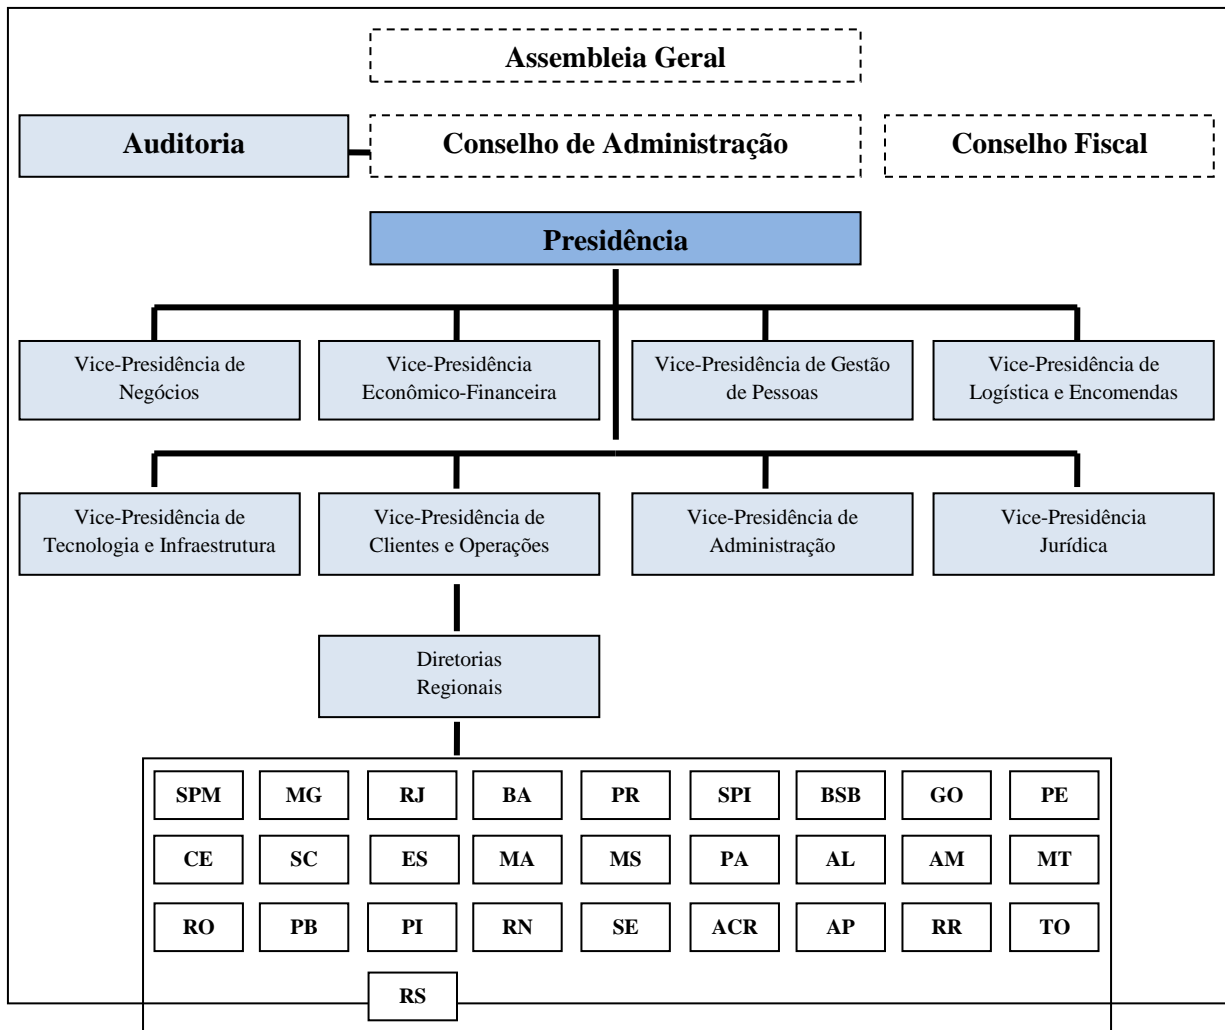 Assembleia Geral
Auditoria
Conselho de Administração
Conselho Fiscal
Presidência
Vice-Presidência de
Negócios
Vice-Presidência
Econômico-Financeira
Vice-Presidência de Gestão
de Pessoas
Vice-Presidência de
Logística e Encomendas
Vice-Presidência de
Tecnologia e Infraestrutura
Vice-Presidência de
Clientes e Operações
Vice-Presidência de
Administração
Vice-Presidência
Jurídica
Diretorias
Regionais
SPM MG RJ BA PR SPI BSB GO PE
CE SC ES MA MS PA AL AM MT
RO PB PI RN SE ACR AP RR TO
RS